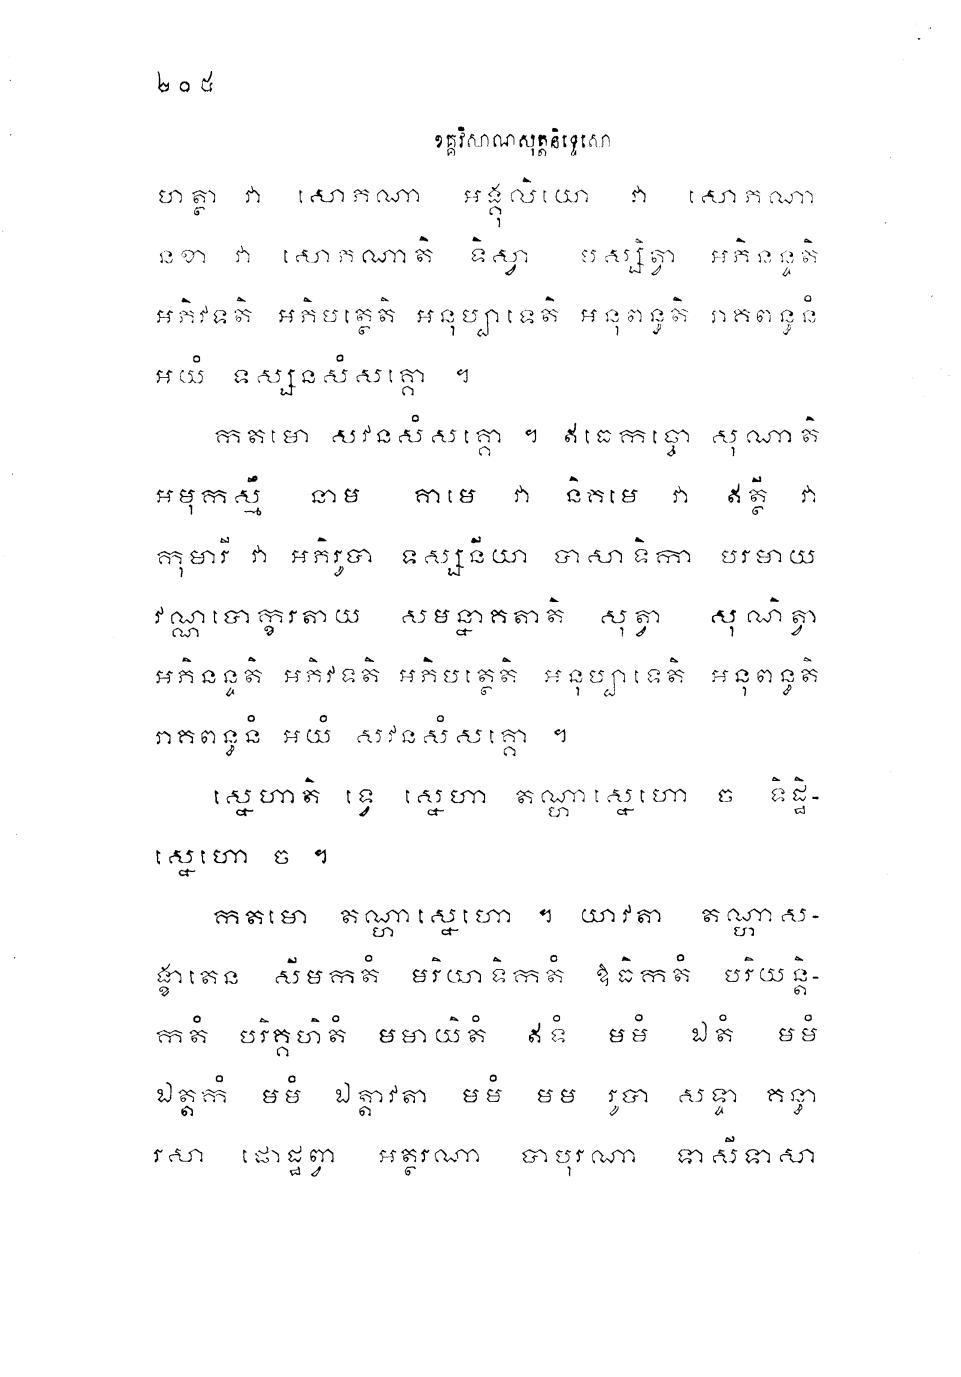 ២០៥
ខគ្គវិសាណសុត្តនិទ្ទេសោ
ហត្ថា វា សោភណា អង្គុលិយោ វា សោភណា
នខា វា សោភណាតិ ទិស្វា បស្សិត្វា អភិនន្ទតិ
អភិវទតិ អភិបត្ថេតិ អនុប្បាទេតិ អនុពន្ធតិ រាគពន្ធនំ
អយំ ទស្សនសំសគ្គោ ។
កតមោ សវនសំសគ្គោ ។ ឥធេកច្ចោ សុណាតិ
អមុកស្មឹ នាម គាមេ វា និគមេ វា ឥត្ថី វា
កុមារី វា អភិរូបា ទស្សនីយា បាសាទិកា បរមាយ
វណ្ណបោក្ខរតាយ សមន្នាគតាតិ សុត្វា សុណិត្វា
អភិនន្ទតិ អភិវទតិ អភិបត្ថេតិ អនុប្បាទេតិ អនុពន្ធតិ
រាគពន្ធនំ អយំ សវនសំសគ្គោ ។
ស្នេហាតិ ទ្វេ ស្នេហា តណ្ហាស្នេហោ ច ទិដ្ឋិ-
ស្នេហោ ច ។
កតមោ តណ្ហាស្នេហោ ។ យាវតា តណ្ហាស-
ង្ខាតេន សីមកតំ មរិយាទិកតំ ឱធិកតំ បរិយន្តិ-
កតំ បរិគ្គហិតំ មមាយិតំ ឥទំ មមំ ឯតំ មមំ
ឯត្តកំ មមំ ឯត្តាវតា មមំ មម រូបា សទ្ទា គន្ធា
រសា ផោដ្ឋព្វា អត្ថរណា បាបុរណា ទាសីទាសា